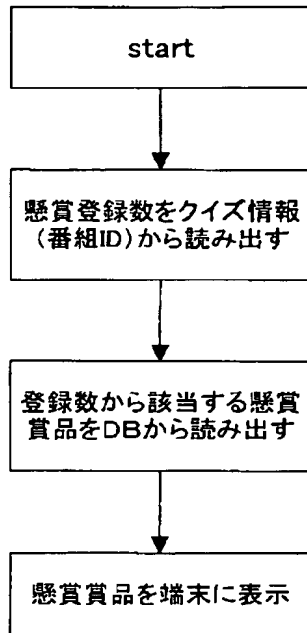 start
懸賞登録数をクイズ情報
(番組ID)から読み出す
登録数から該当する懸賞
賞品をDBから読み出す
懸賞賞品を端末に表示